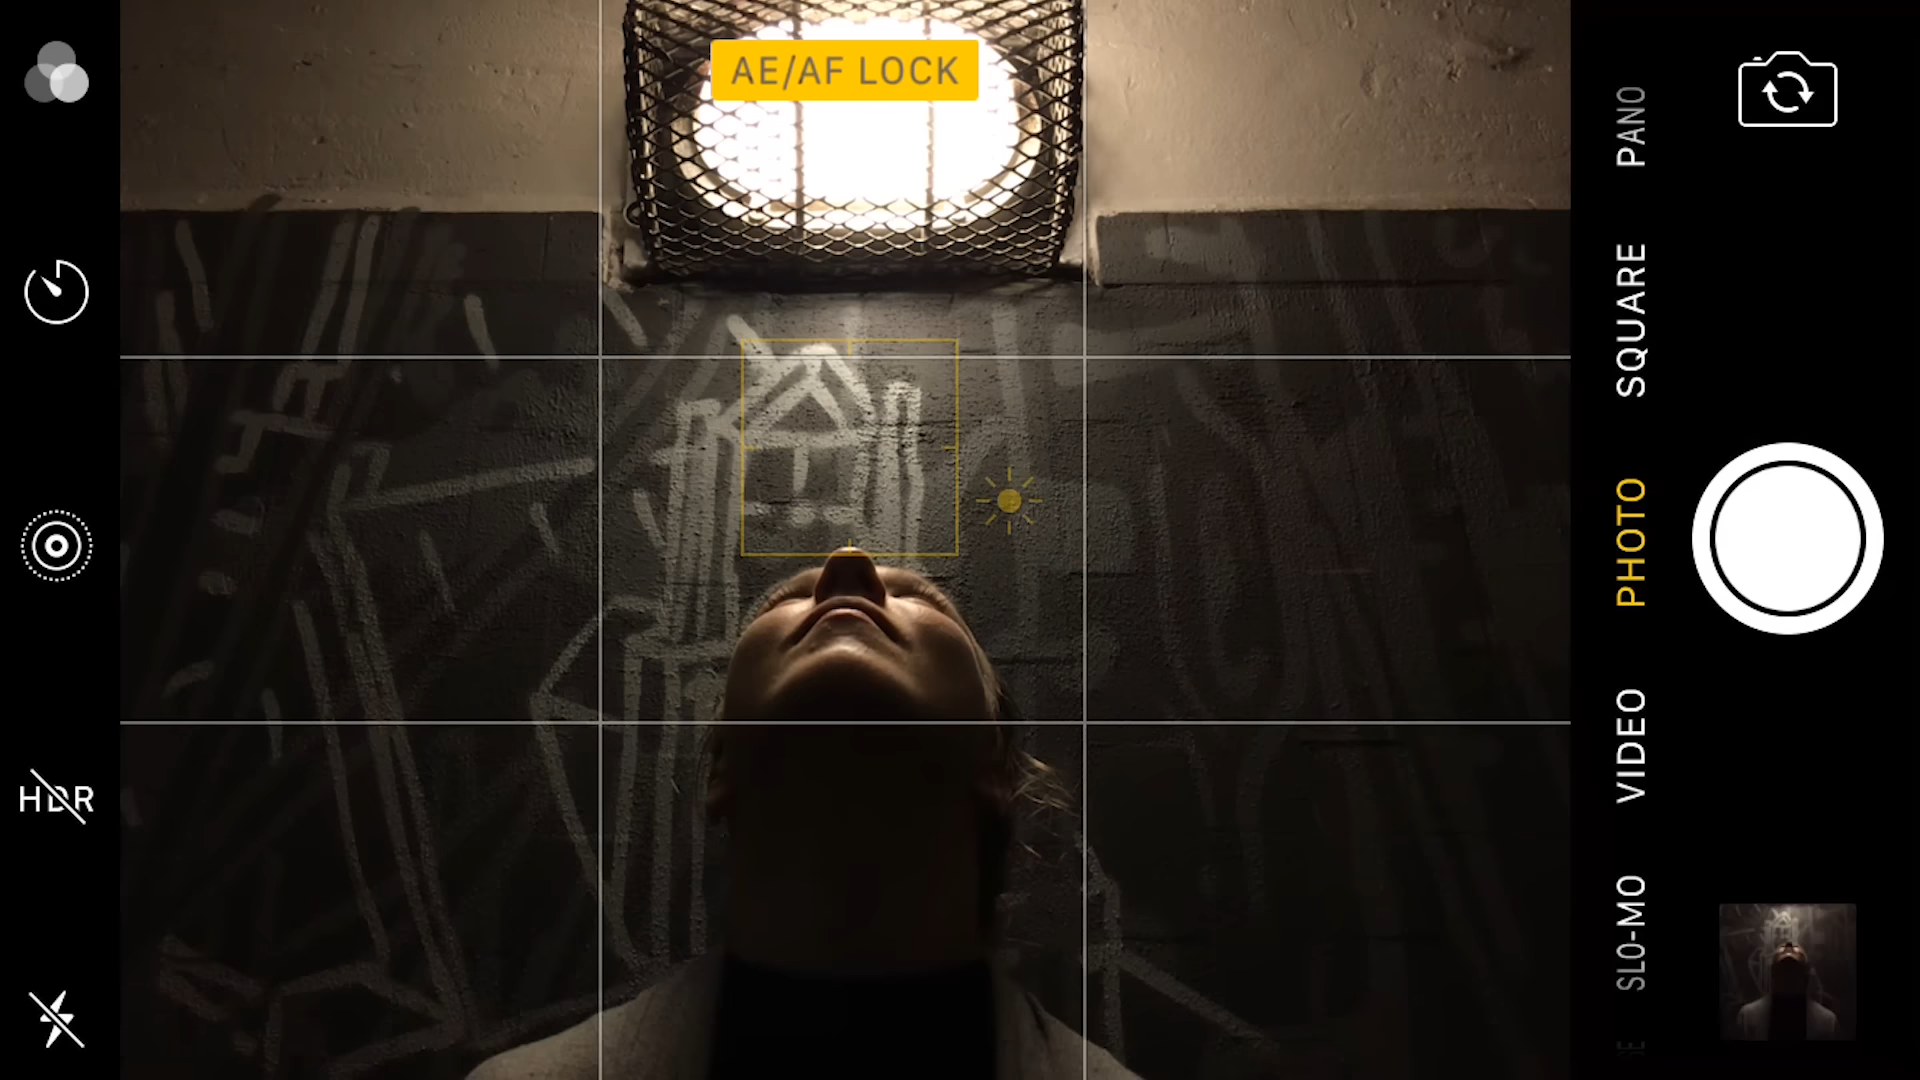 AE/AF LOCK
HDR
PANO
SQUARE
PHOTO
VIDEO
SLO-MO